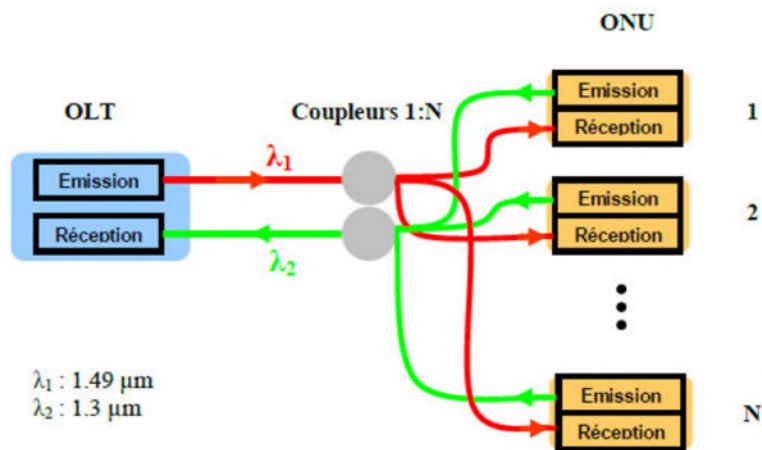 ONU
OLT
Coupleurs 1:N
Emission
Réception
1
λ₁
Emission
Réception
λ₂
Emission
Réception
2
λ₁ : 1.49 μm
λ₂ : 1.3 μm
Emission
Réception
N